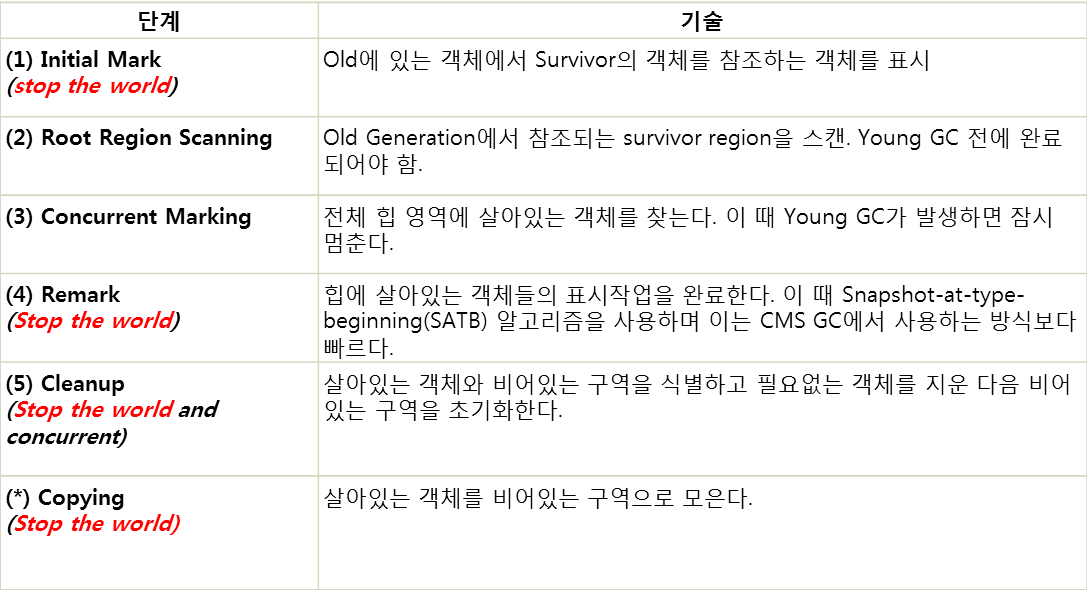 단계
기술
(1) Initial Mark
(stop the world)
Old에 있는 객체에서 Survivor의 객체를 참조하는 객체를 표시
(2) Root Region Scanning
Old Generation에서 참조되는 survivor region을 스캔. Young GC 전에 완료
되어야 함.
(3) Concurrent Marking
전체 힙 영역에 살아있는 객체를 찾는다. 이 때 Young GC가 발생하면 잠시
멈춘다.
(4) Remark
(Stop the world)
힙에 살아있는 객체들의 표시작업을 완료한다. 이 때 Snapshot-at-type-
beginning(SATB) 알고리즘을 사용하며 이는 CMS GC에서 사용하는 방식보다
빠르다.
(5) Cleanup
(Stop the world and
concurrent)
살아있는 객체와 비어있는 구역을 식별하고 필요없는 객체를 지운 다음 비어
있는 구역을 초기화한다.
(*) Copying
(Stop the world)
살아있는 객체를 비어있는 구역으로 모은다.